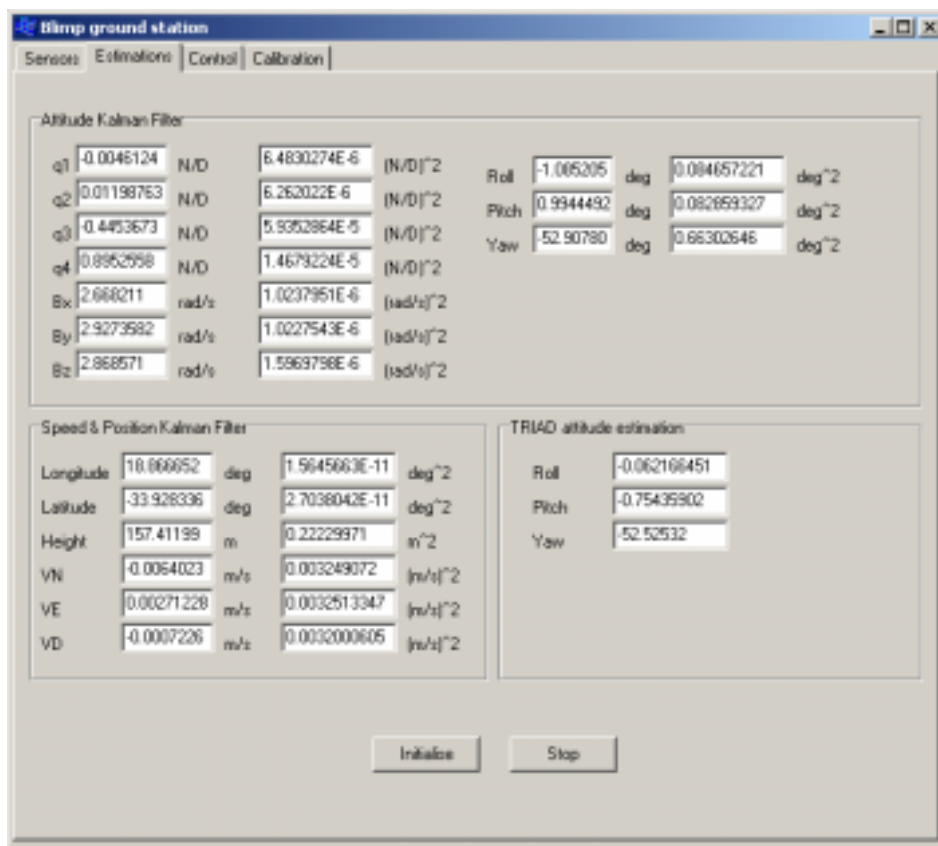 Blimp ground station
Sensors Estimations Control Calibration
Attitude Kalman Filter
q1 -0.0046124 N/D 6.4830274E-6 (N/D)^2
q2 0.01198763 N/D 6.262022E-6 (N/D)^2
q3 -0.4453673 N/D 5.9352864E-5 (N/D)^2
q4 0.8952558 N/D 1.4679224E-5 (N/D)^2
Bx 2.668211 rad/s 1.0237951E-6 (rad/s)^2
By 2.9273582 rad/s 1.0227543E-6 (rad/s)^2
Bz 2.868571 rad/s 1.5969798E-6 (rad/s)^2
Roll -1.085205 deg 0.084657221 deg^2
Pitch 0.9944492 deg 0.082859327 deg^2
Yaw -52.90780 deg 0.66302646 deg^2
Speed & Position Kalman Filter
Longitude 18.866652 deg 1.5645663E-11 deg^2
Latitude -33.928336 deg 2.7038042E-11 deg^2
Height 157.41199 m 0.22229971 m^2
VN -0.0064023 m/s 0.003249072 (m/s)^2
VE 0.00271228 m/s 0.0032513347 (m/s)^2
VD -0.0007226 m/s 0.0032000605 (m/s)^2
TRIAD attitude estimation
Roll -0.062166451
Pitch -0.75435902
Yaw -52.52532
Initialise Stop